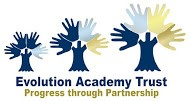 Evolution Academy Trust
Progress through Partnership